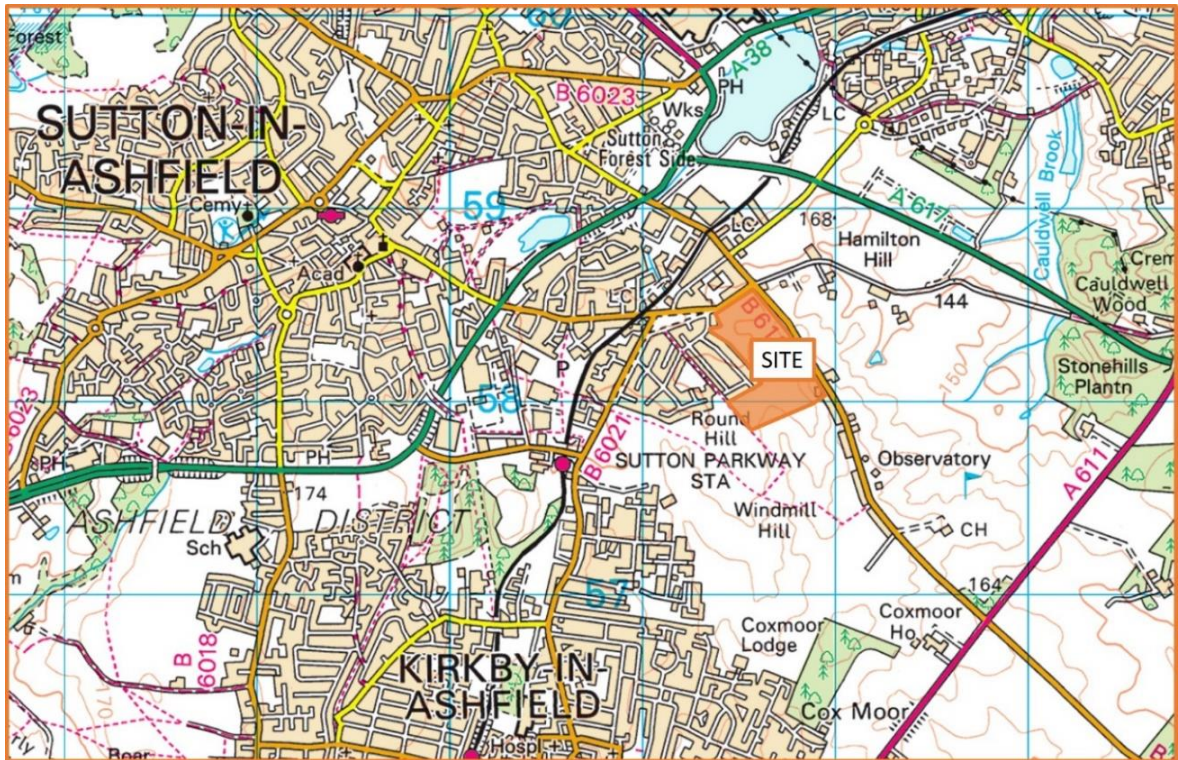 Forest
60
A-38
PH
B 6023
Wks
LC
SUTTON-IN-
ASHFIELD
Sutton
Forest Side
Cemy
59
A 617
Cauldwell Brook
168
LC
Hamilton
Hill
Crem
Acad
Cauldwell
Wood
LC
144
B 61
SITE
150
Stonehills
Plantn
P
58
B 6023
Round
Hill
PH
PH
B 6021
SUTTON PARKWAY
STA
Observatory
A 611
174
Windmill
Hill
ASHFIELD DISTRICT
Sch
CH
57
164
Coxmoor
Ho
Coxmoor
Lodge
B
6018
KIRKBY-IN-
ASHFIELD
170
Cox Moor
Hospl
B